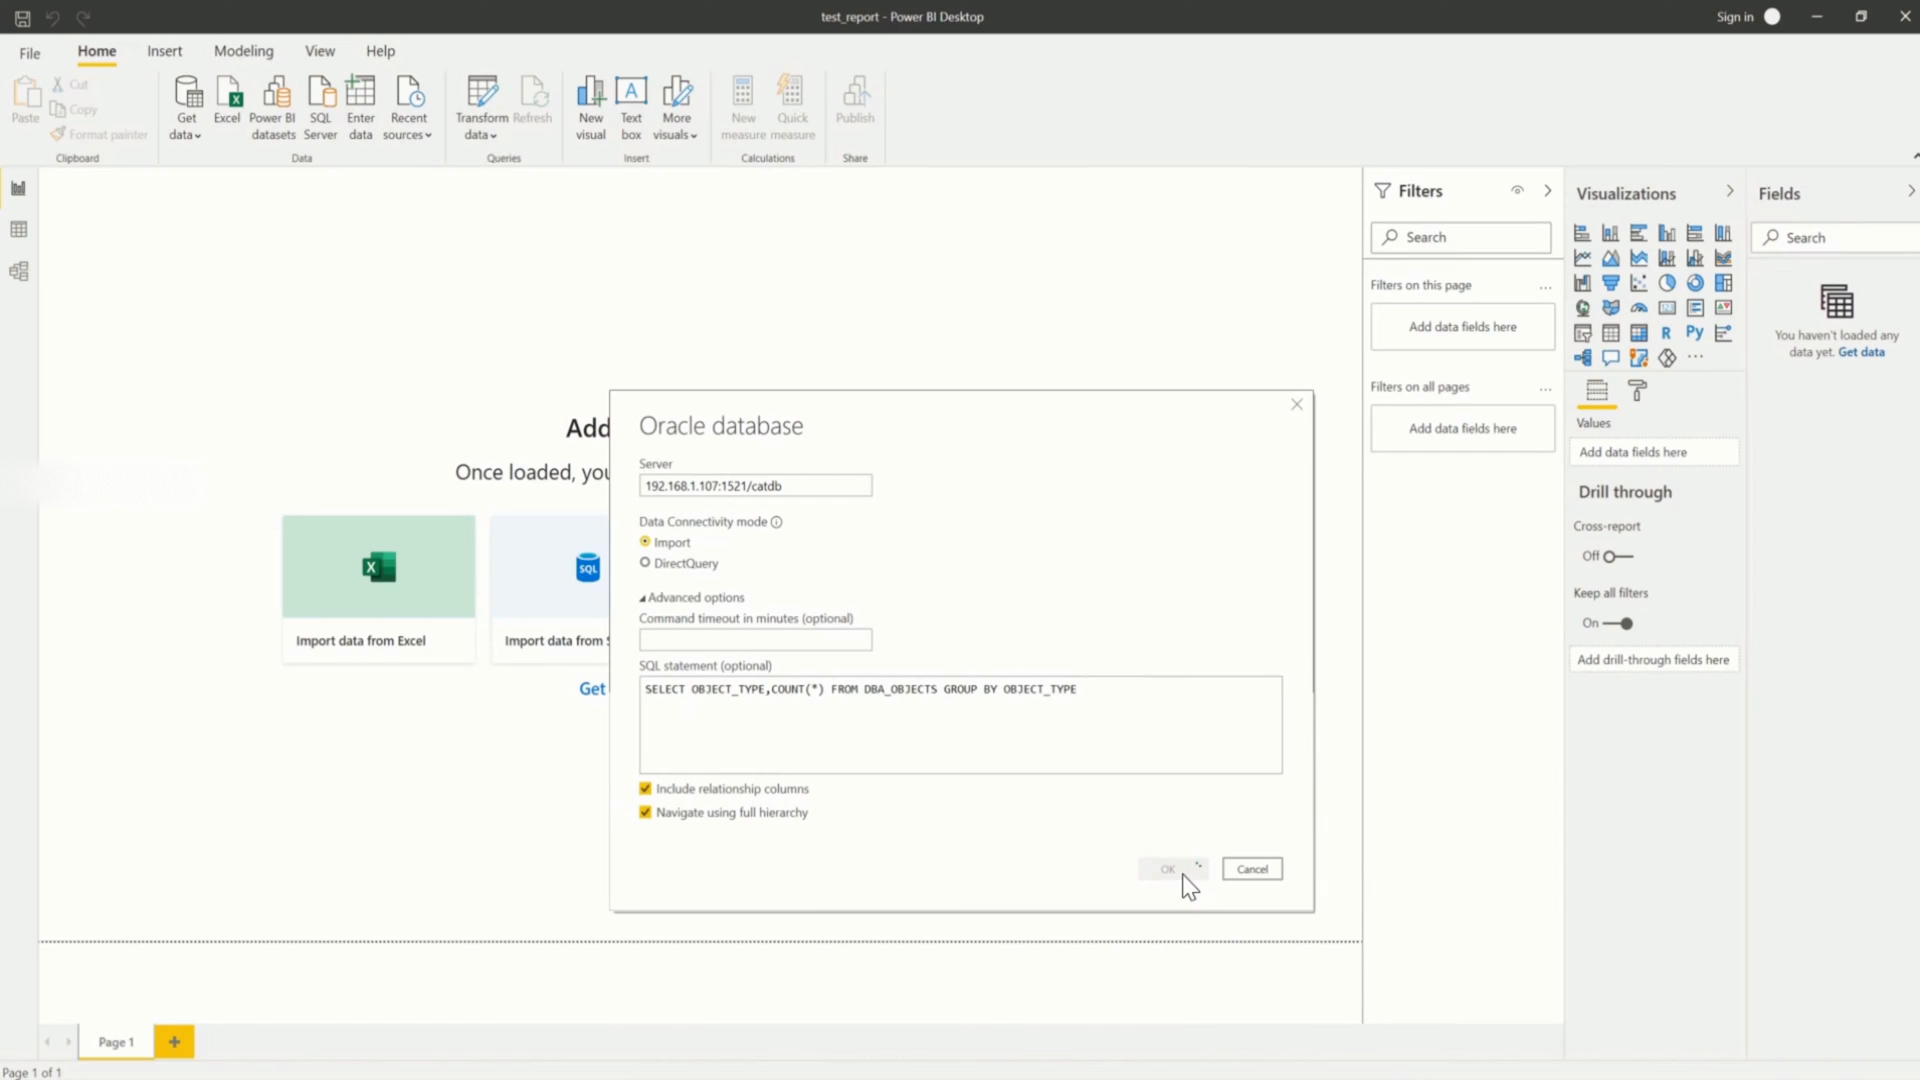 test_report - Power BI Desktop
Sign in
File
Home
Insert
Modeling
View
Help
Paste
Cut
Copy
Format painter
Clipboard
Get data
Excel
Power BI datasets
SQL Server
Enter data
Recent sources
Data
Transform data
Refresh
Queries
New visual
Text box
More visuals
Insert
New measure
Quick measure
Calculations
Publish
Share
Add
Once loaded, you
Import data from Excel
SQL
Import data from S
Get
Oracle database
Server
192.168.1.107:1521/catdb
Data Connectivity mode
Import
DirectQuery
Advanced options
Command timeout in minutes (optional)
SQL statement (optional)
SELECT OBJECT_TYPE,COUNT(*) FROM DBA_OBJECTS GROUP BY OBJECT_TYPE
Include relationship columns
Navigate using full hierarchy
OK
Cancel
Filters
Search
Filters on this page
...
Add data fields here
Filters on all pages
...
Add data fields here
Visualizations
R
Py
...
Values
Add data fields here
Drill through
Cross-report
Off
Keep all filters
On
Add drill-through fields here
Fields
Search
You haven't loaded any
data yet. Get data
Page 1
Page 1 of 1